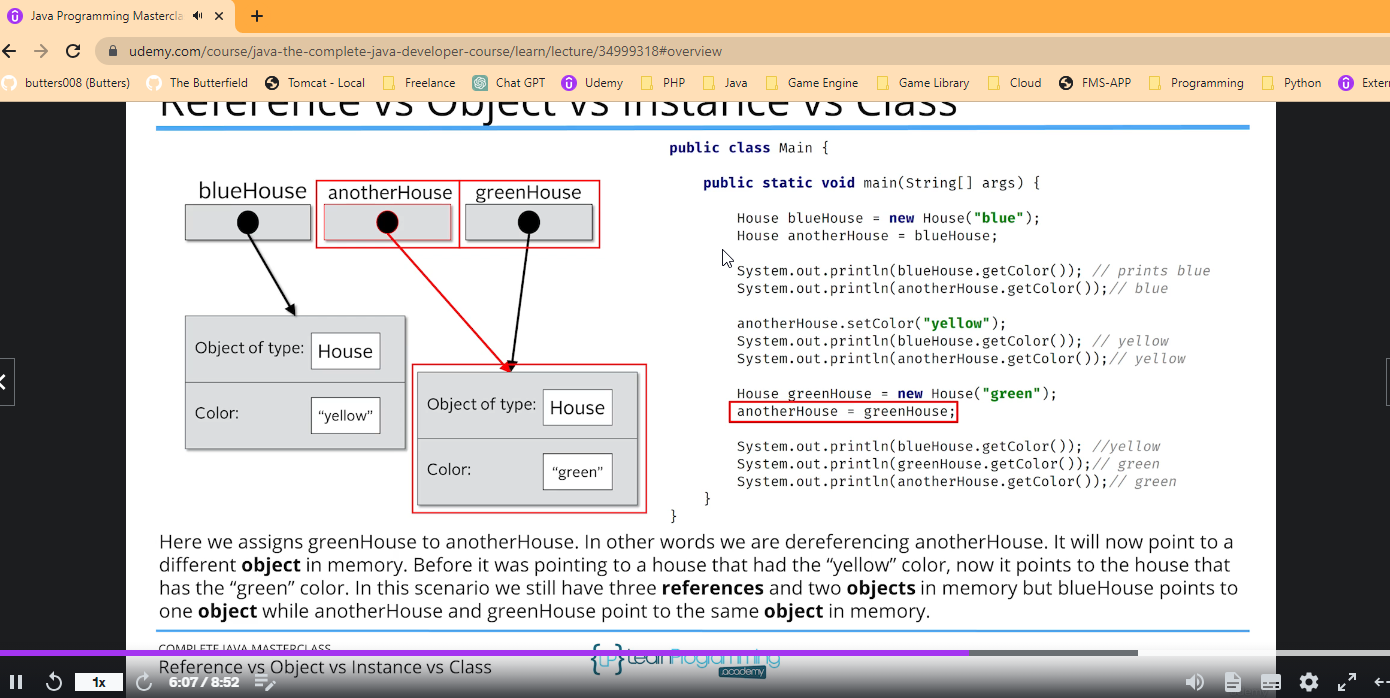 Java Programming Mastercla
udemy.com/course/java-the-complete-java-developer-course/learn/lecture/34999318#overview
butters008 (Butters) The Butterfield Tomcat - Local Freelance Chat GPT Udemy PHP Java Game Engine Game Library Cloud FMS-APP Programming Python Exter
Reference vs Object vs Instance vs Class
blueHouse anotherHouse greenHouse
Object of type: House
Color: “yellow”
Object of type: House
Color: “green”
public class Main {
public static void main(String[] args) {
House blueHouse = new House("blue");
House anotherHouse = blueHouse;
System.out.println(blueHouse.getColor()); // prints blue
System.out.println(anotherHouse.getColor());// blue
anotherHouse.setColor("yellow");
System.out.println(blueHouse.getColor()); // yellow
System.out.println(anotherHouse.getColor());// yellow
House greenHouse = new House("green");
anotherHouse = greenHouse;
System.out.println(blueHouse.getColor()); //yellow
System.out.println(greenHouse.getColor());// green
System.out.println(anotherHouse.getColor());// green
}
}
Here we assigns greenHouse to anotherHouse. In other words we are dereferencing anotherHouse. It will now point to a
different object in memory. Before it was pointing to a house that had the “yellow” color, now it points to the house that
has the “green” color. In this scenario we still have three references and two objects in memory but blueHouse points to
one object while anotherHouse and greenHouse point to the same object in memory.
COMPLETE JAVA MASTERCLASS
Reference vs Object vs Instance vs Class
{LP} LearnProgramming
.academy
1x 6:07 / 8:52